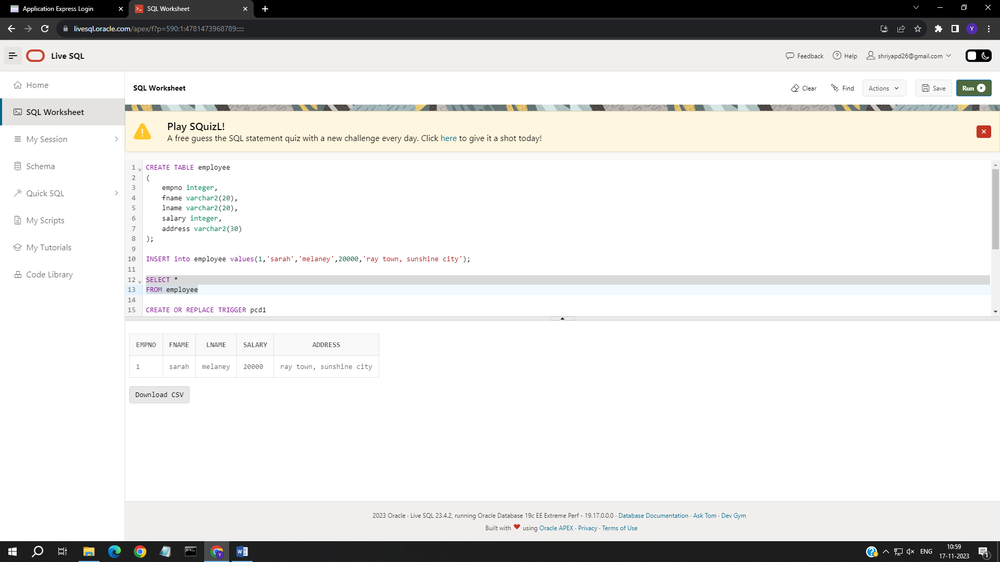 Application Express Login
SQL Worksheet
livesql.oracle.com/apex/f?p=590:1:4781473968789:::::
Y
Live SQL
Feedback
Help
shriyapd26@gmail.com
Home
SQL Worksheet
My Session
Schema
Quick SQL
My Scripts
My Tutorials
Code Library
SQL Worksheet
Clear
Find
Actions
Save
Run
Play SQuizL!
A free guess the SQL statement quiz with a new challenge every day. Click here to give it a shot today!
1 CREATE TABLE employee
2 (
3 empno integer,
4 fname varchar2(20),
5 lname varchar2(20),
6 salary integer,
7 address varchar2(30)
8 );
9
10 INSERT into employee values(1,'sarah','melaney',20000,'ray town, sunshine city');
11
12 SELECT *
13 FROM employee
14
15 CREATE OR REPLACE TRIGGER pcd1
EMPNO FNAME LNAME SALARY ADDRESS
1 sarah melaney 20000 ray town, sunshine city
Download CSV
2023 Oracle · Live SQL 23.4.2, running Oracle Database 19c EE Extreme Perf - 19.17.0.0.0 · Database Documentation · Ask Tom · Dev Gym
Built with ❤ using Oracle APEX · Privacy · Terms of Use
ENG
10:59
17-11-2023
1